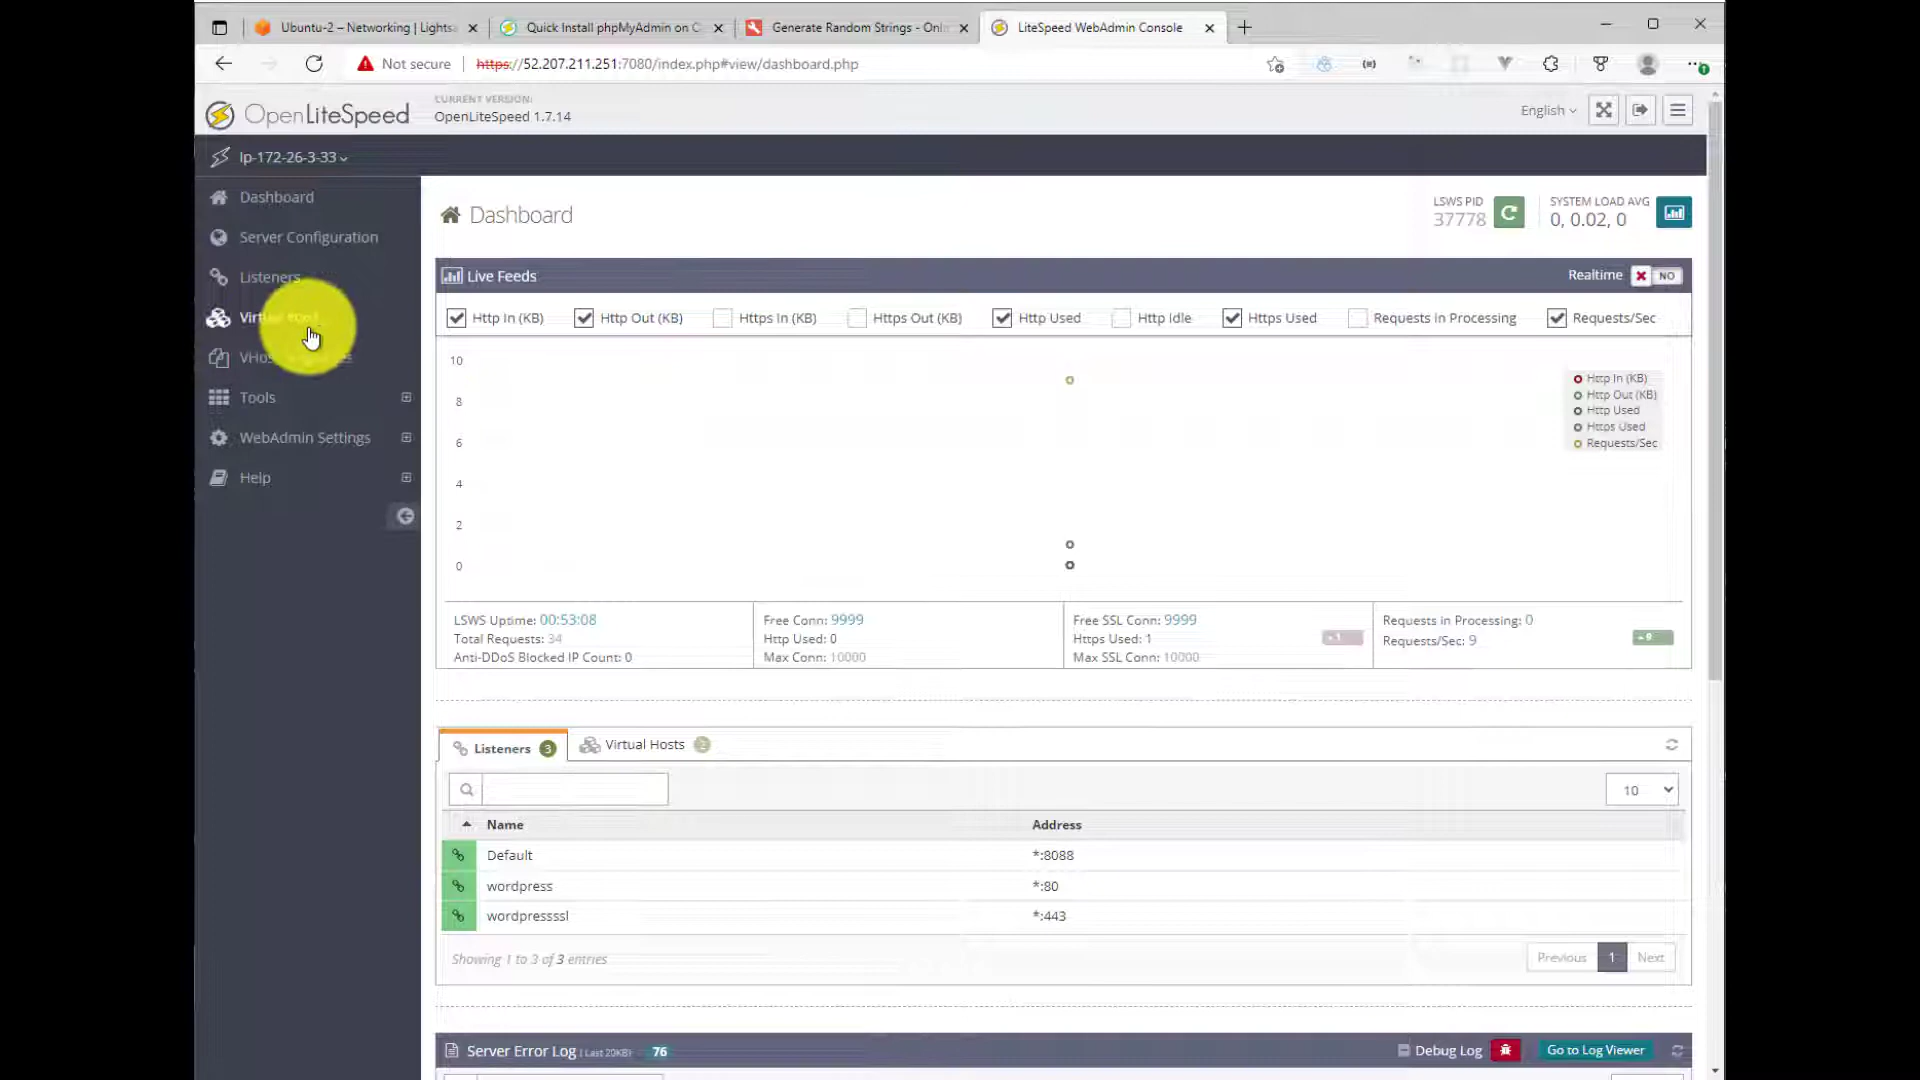 Ubuntu-2 – Networking | Lights
Quick Install phpMyAdmin on
Generate Random Strings - Onl
LiteSpeed WebAdmin Console
Not secure
https://52.207.211.251:7080/index.php#view/dashboard.php
OpenLiteSpeed
CURRENT VERSION:
OpenLiteSpeed 1.7.14
English
Ip-172-26-3-33
Dashboard
Server Configuration
Listeners
Tools
WebAdmin Settings
Help
Dashboard
LSWS PID
37778
SYSTEM LOAD AVG
0, 0.02, 0
Live Feeds
Realtime
NO
Http In (KB)
Http Out (KB)
Https In (KB)
Https Out (KB)
Http Used
Http Idle
Https Used
Requests in Processing
Requests/Sec
10
8
6
4
2
0
Http In (KB)
Http Out (KB)
Http Used
Https Used
Requests/Sec
LSWS Uptime: 00:53:08
Total Requests: 34
Anti-DDoS Blocked IP Count: 0
Free Conn: 9999
Http Used: 0
Max Conn: 10000
Free SSL Conn: 9999
Https Used: 1
Max SSL Conn: 10000
Requests in Processing: 0
Requests/Sec: 9
Listeners 3
Virtual Hosts 2
10
Name
Address
Default
*:8088
wordpress
*:80
wordpressssl
*:443
Showing 1 to 3 of 3 entries
Previous
1
Next
Server Error Log (Last 20KB) 76
Debug Log
Go to Log Viewer